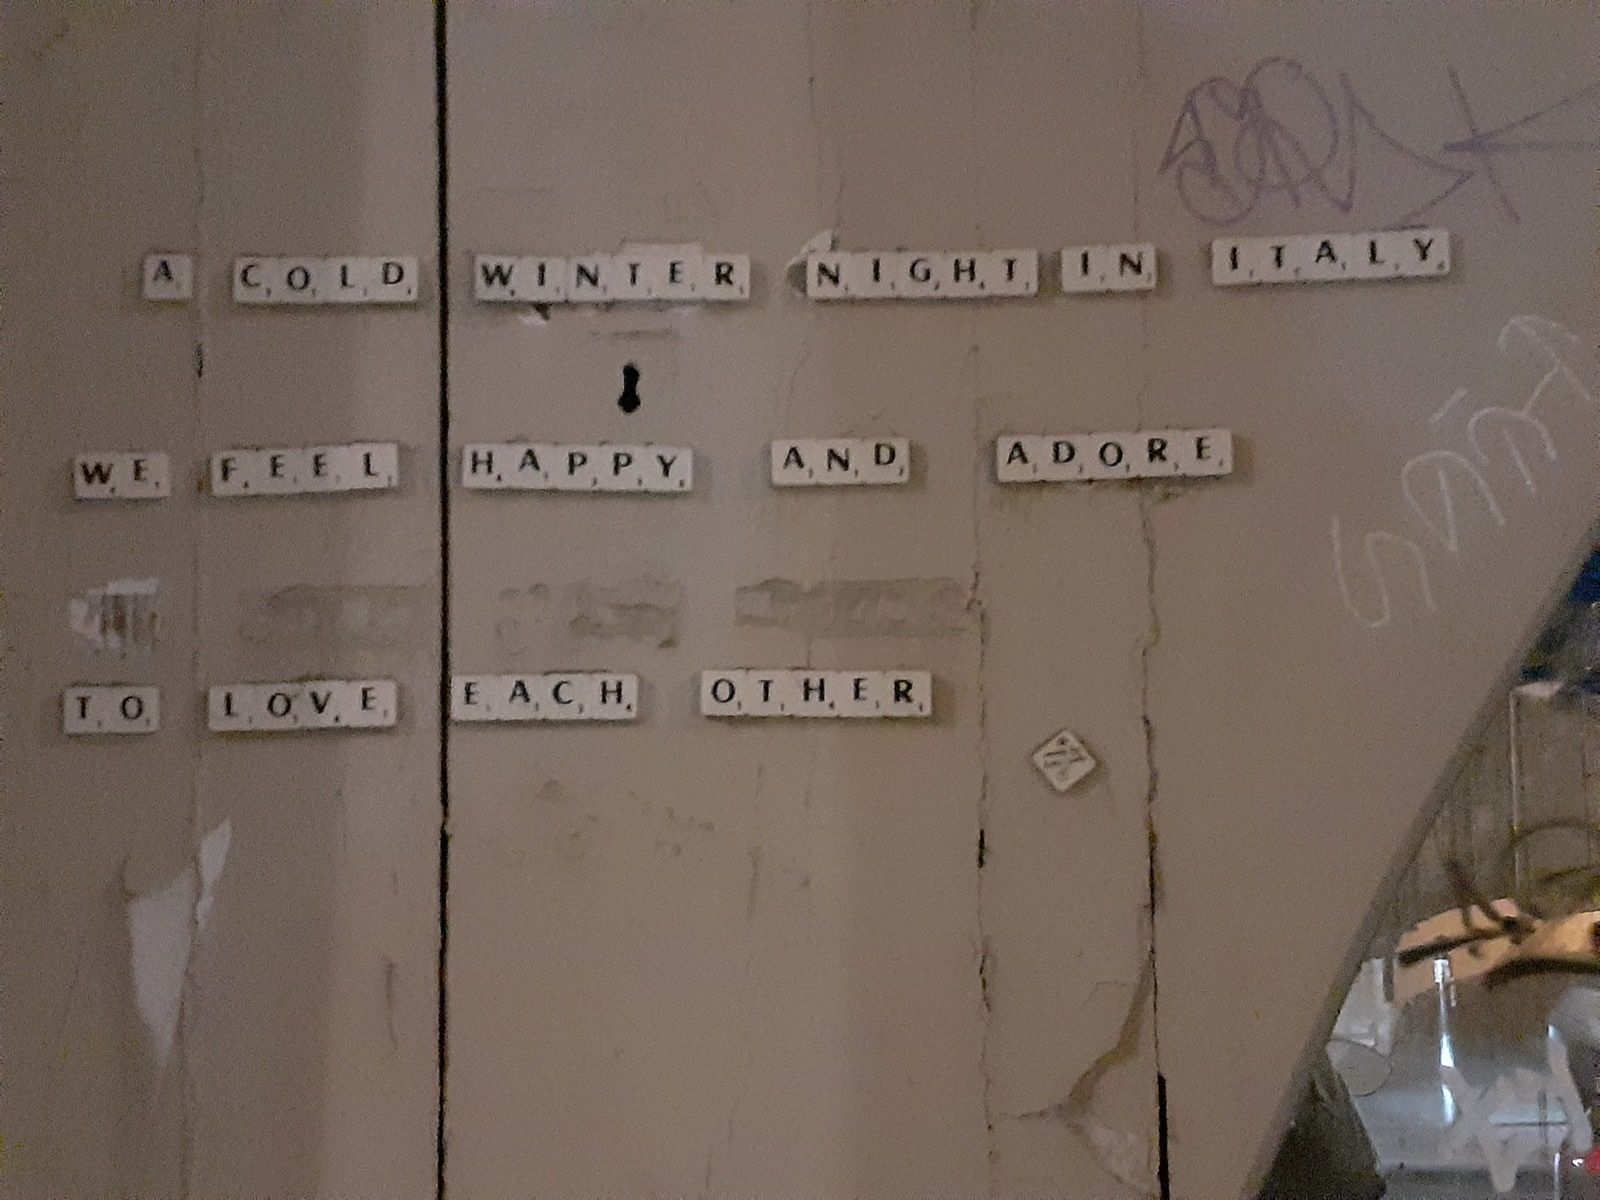 A COLD WINTER NIGHT IN ITALY
WE FEEL HAPPY AND ADORE
TO LOVE EACH OTHER